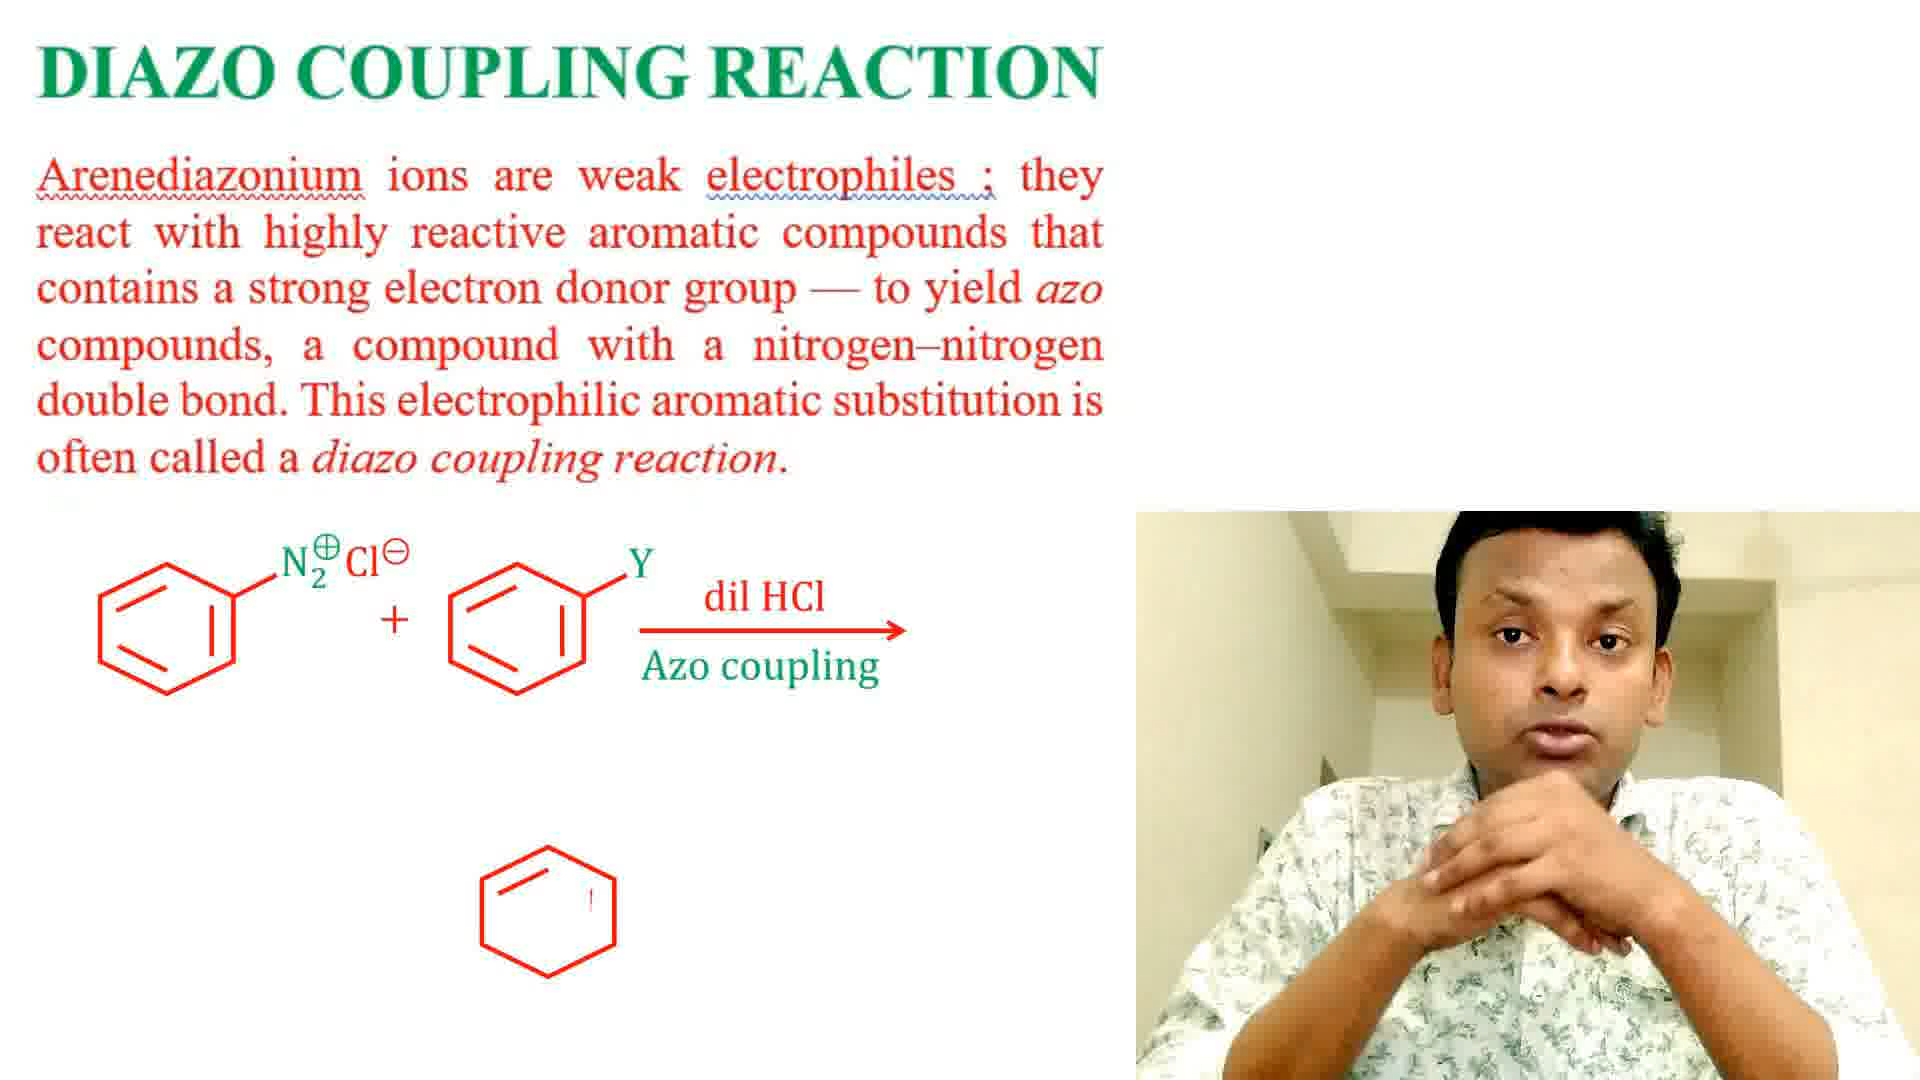 DIAZO COUPLING REACTION
Arenediazonium ions are weak electrophiles ; they
react with highly reactive aromatic compounds that
contains a strong electron donor group — to yield azo
compounds, a compound with a nitrogen–nitrogen
double bond. This electrophilic aromatic substitution is
often called a diazo coupling reaction.
N₂⊕Cl⊖
+
Y
dil HCl
Azo coupling